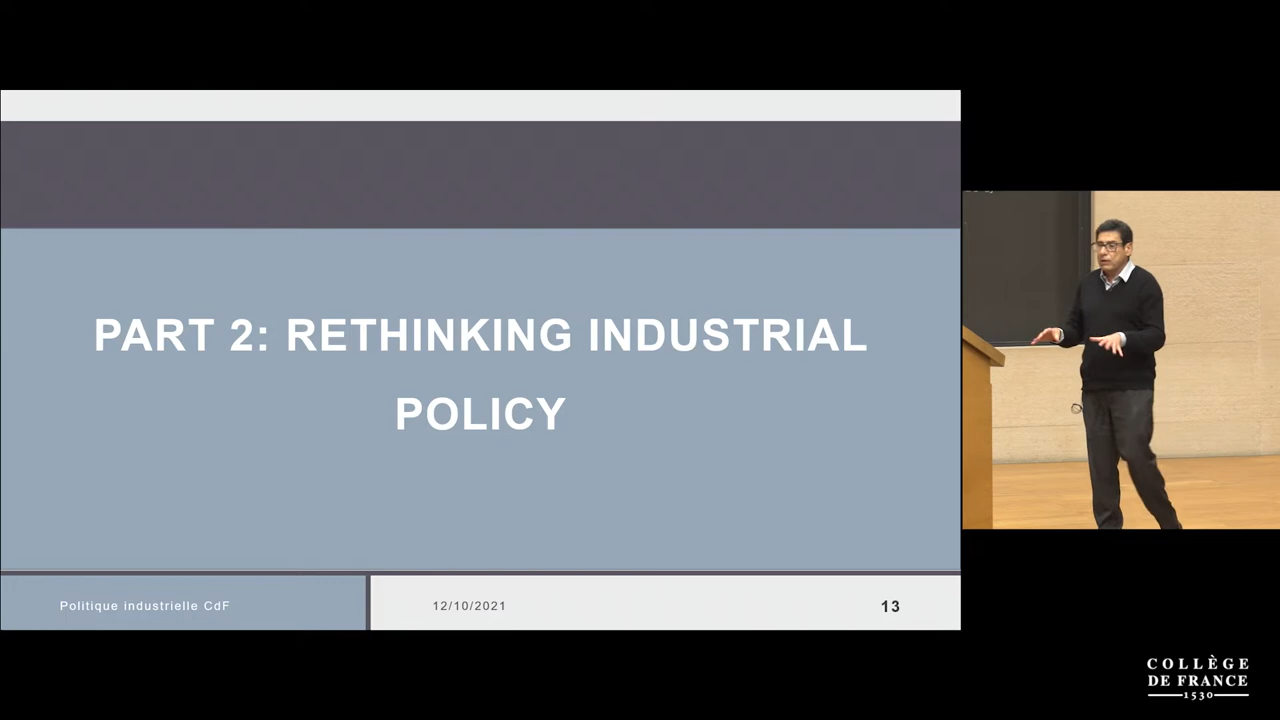 PART 2: RETHINKING INDUSTRIAL
POLICY
Politique industrielle CdF
12/10/2021
13
COLLÈGE
DE FRANCE
1530